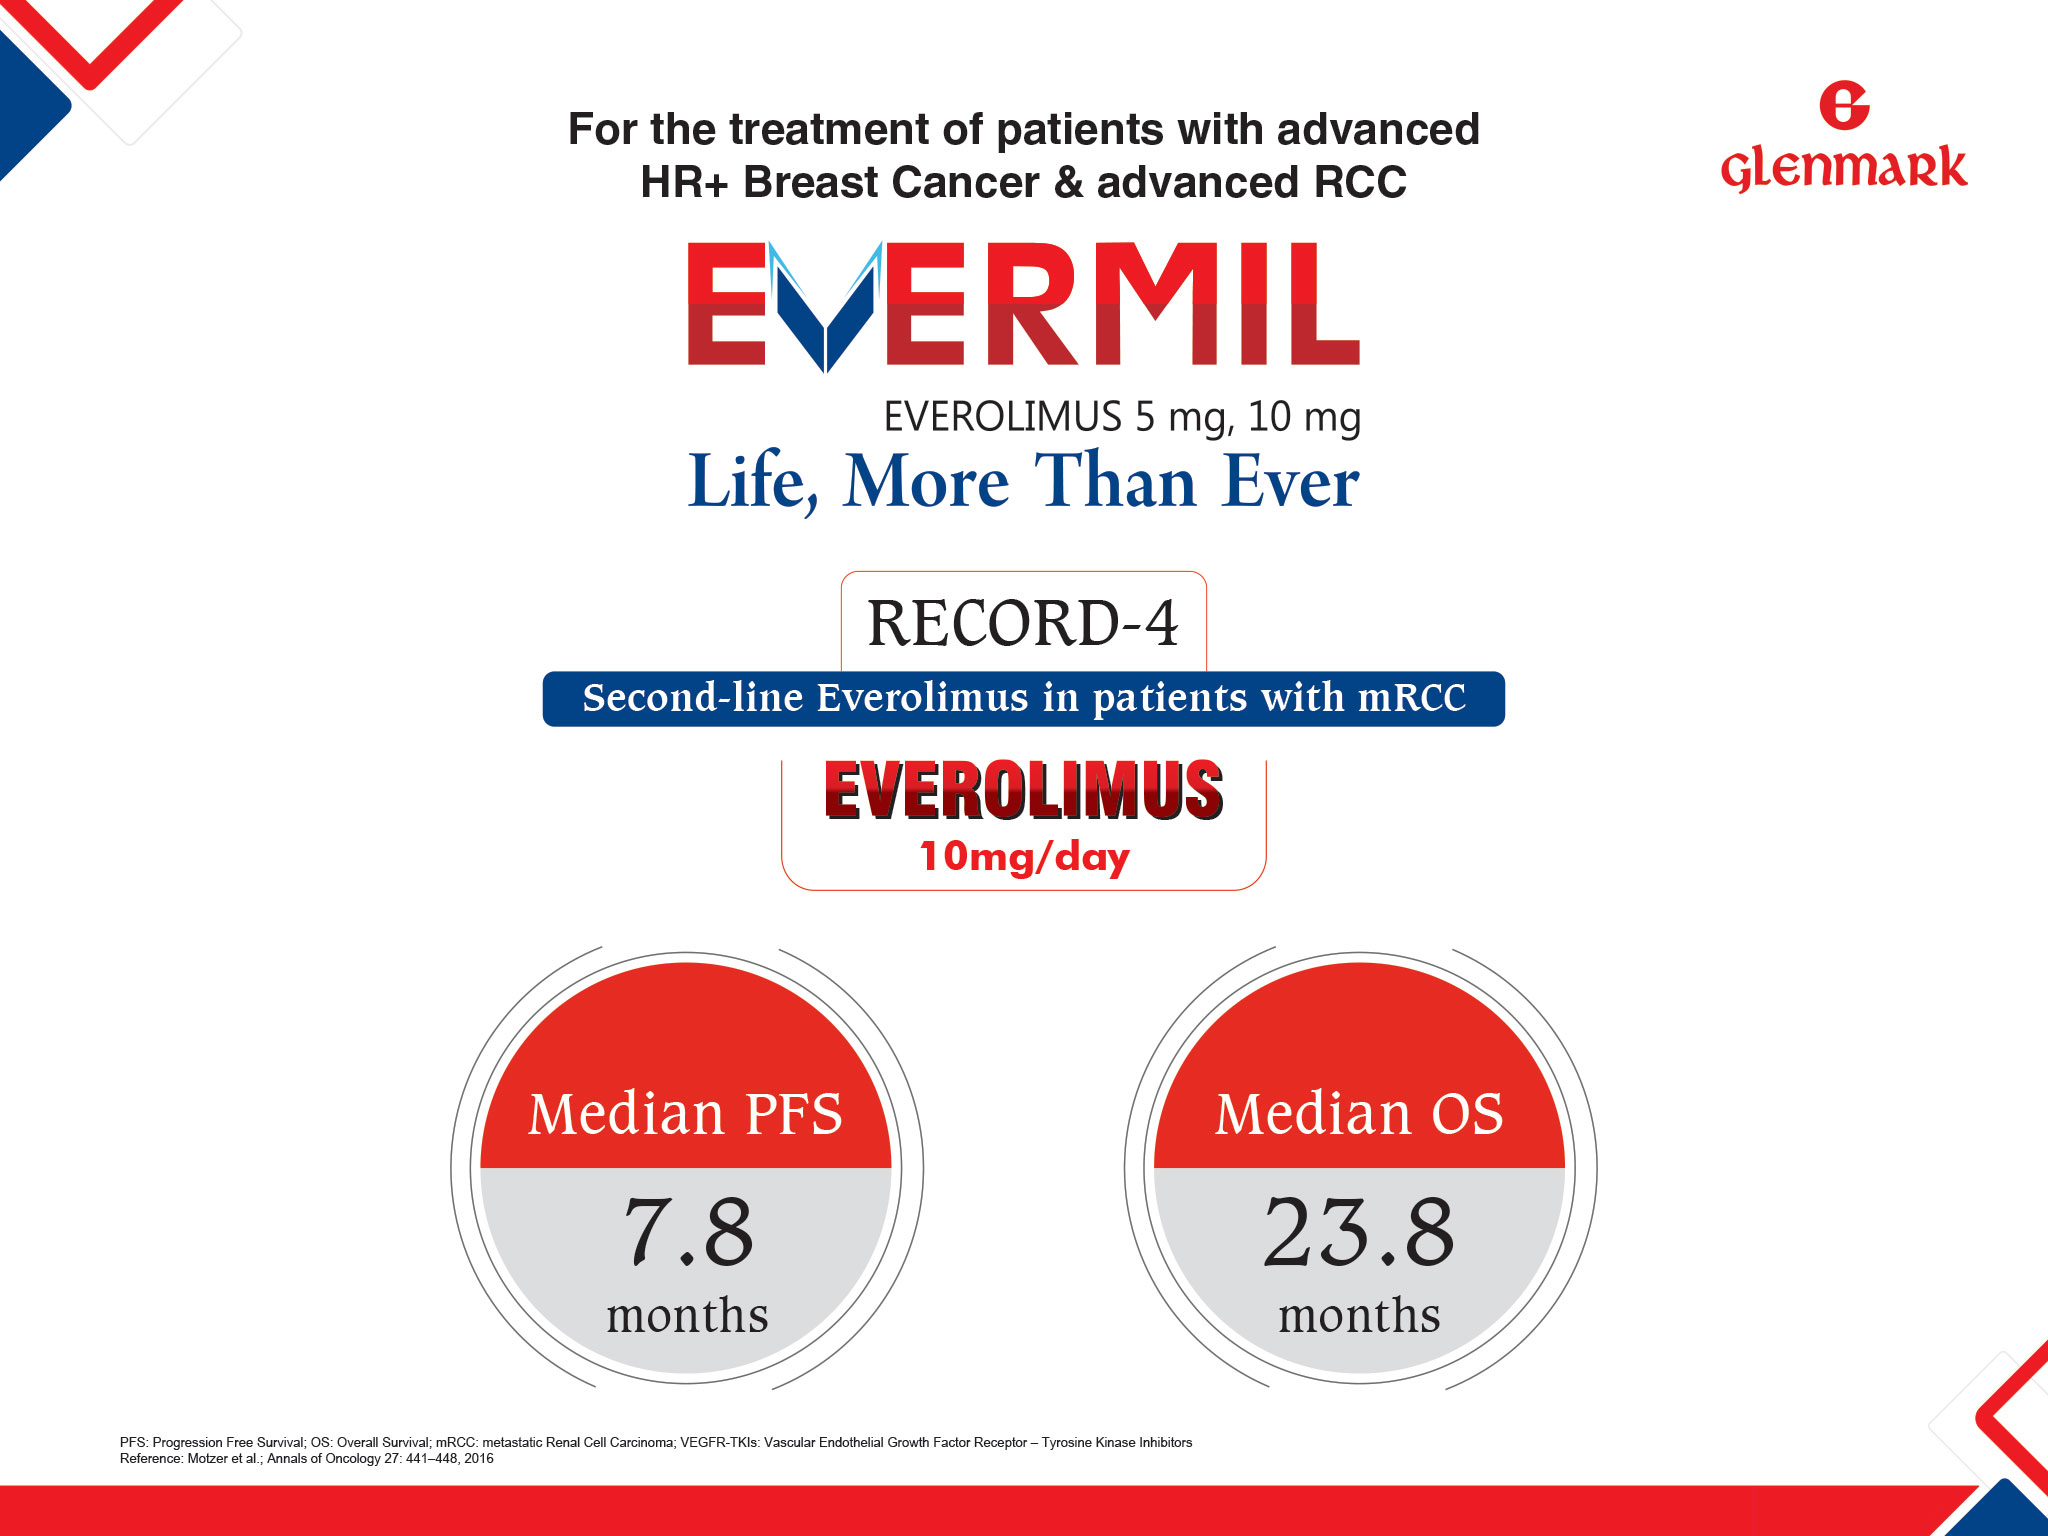 For the treatment of patients with advanced
HR+ Breast Cancer & advanced RCC
GLENMARK
EVERMIL
EVEROLIMUS 5 mg, 10 mg
Life, More Than Ever
RECORD-4
Second-line Everolimus in patients with mRCC
EVEROLIMUS
10mg/day
Median PFS
7.8
months
Median OS
23.8
months
PFS: Progression Free Survival; OS: Overall Survival; mRCC: metastatic Renal Cell Carcinoma; VEGFR-TKIs: Vascular Endothelial Growth Factor Receptor – Tyrosine Kinase Inhibitors
Reference: Motzer et al.; Annals of Oncology 27: 441–448, 2016